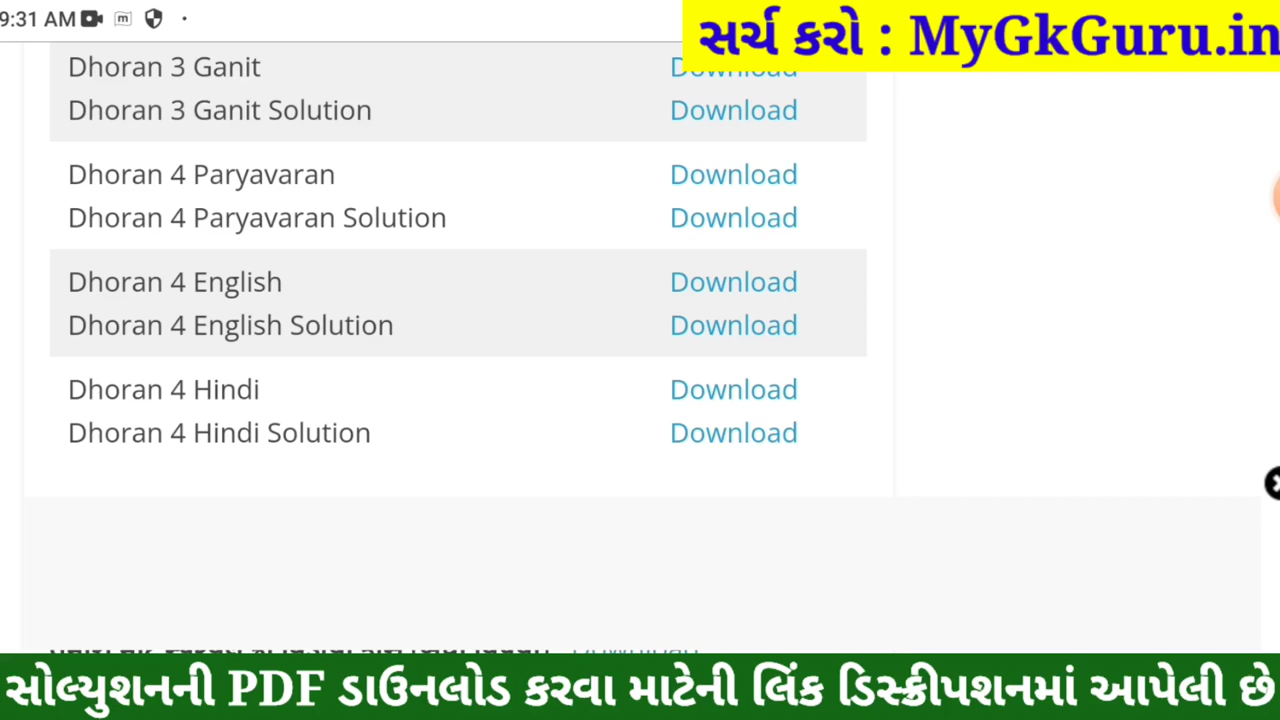 9:31 AM
સર્ચ કરો : MyGkGuru.in
Dhoran 3 Ganit Download
Dhoran 3 Ganit Solution Download
Dhoran 4 Paryavaran Download
Dhoran 4 Paryavaran Solution Download
Dhoran 4 English Download
Dhoran 4 English Solution Download
Dhoran 4 Hindi Download
Dhoran 4 Hindi Solution Download
સોલ્યુશનની PDF ડાઉનલોડ કરવા માટેની લિંક ડિસ્ક્રીપશનમાં આપેલી છે